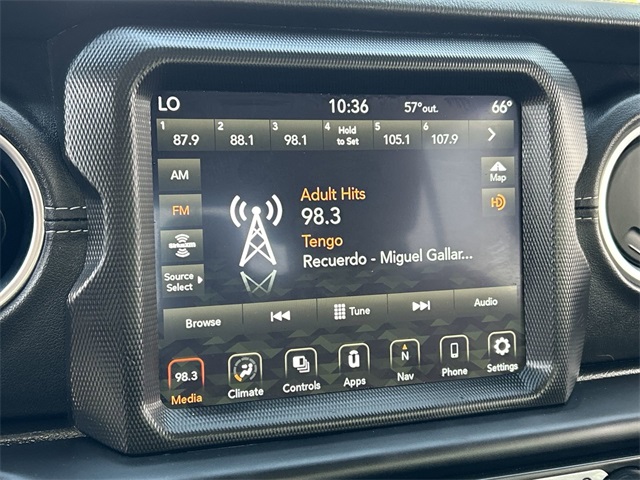 LO 10:36 57°out. 66°
1 87.9 2 88.1 3 98.1 4 Hold to Set 5 105.1 6 107.9
AM
FM
SiriusXM
Source Select
Adult Hits
98.3
Tengo
Recuerdo - Miguel Gallar...
Map
HD
Browse Tune Audio
98.3
N
Media Climate Controls Apps Nav Phone Settings